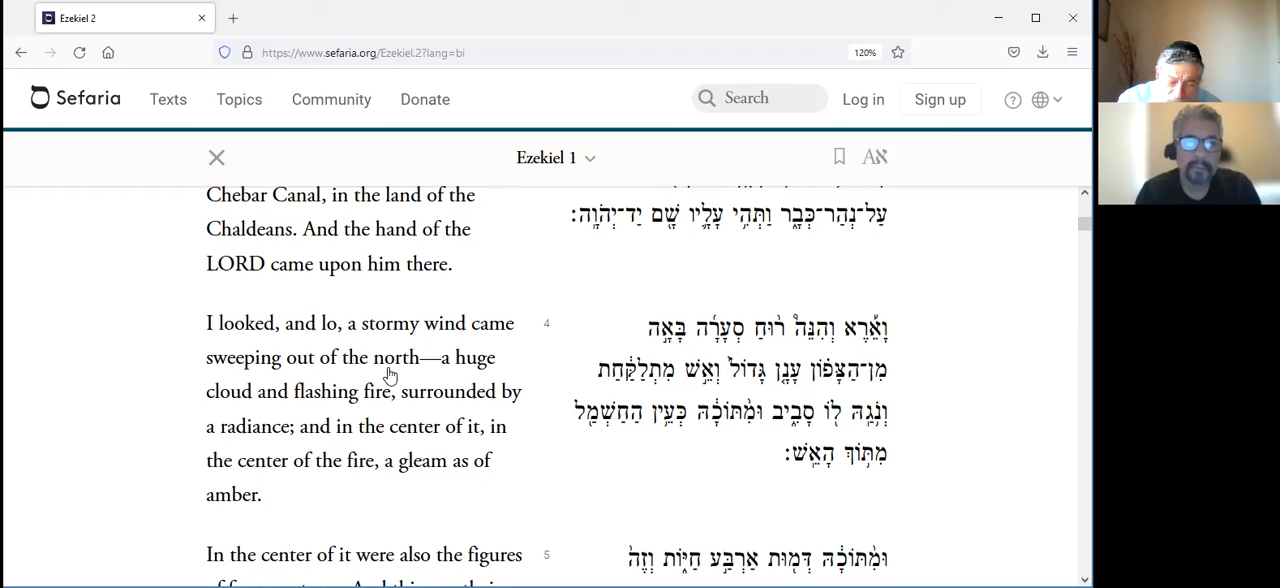 Ezekiel 2
https://www.sefaria.org/Ezekiel.2?lang=bi
120%
Sefaria
Texts
Topics
Community
Donate
Search
Log in
Sign up
Ezekiel 1
Aא
Chebar Canal, in the land of the
Chaldeans. And the hand of the
LORD came upon him there.
עַל־נְהַר־כְּבָ֑ר וַתְּהִ֥י עָלָ֛יו שָׁ֖ם יַד־יְהֹוָֽה׃
I looked, and lo, a stormy wind came
sweeping out of the north—a huge
cloud and flashing fire, surrounded by
a radiance; and in the center of it, in
the center of the fire, a gleam as of
amber.
4
וָאֵ֡רֶא וְהִנֵּה֩ ר֨וּחַ סְעָרָ֜ה בָּאָ֣ה
מִן־הַצָּפ֗וֹן עָנָ֤ן גָּדוֹל֙ וְאֵ֣שׁ מִתְלַקַּ֔חַת
וְנֹ֥גַֽהּ ל֖וֹ סָבִ֑יב וּמִ֨תּוֹכָ֔הּ כְּעֵ֥ין הַחַשְׁמַ֖ל
מִתּ֥וֹךְ הָאֵֽשׁ׃
In the center of it were also the figures
5
וּמִ֨תּוֹכָ֔הּ דְּמ֖וּת אַרְבַּ֣ע חַיּ֑וֹת וְזֶה֙